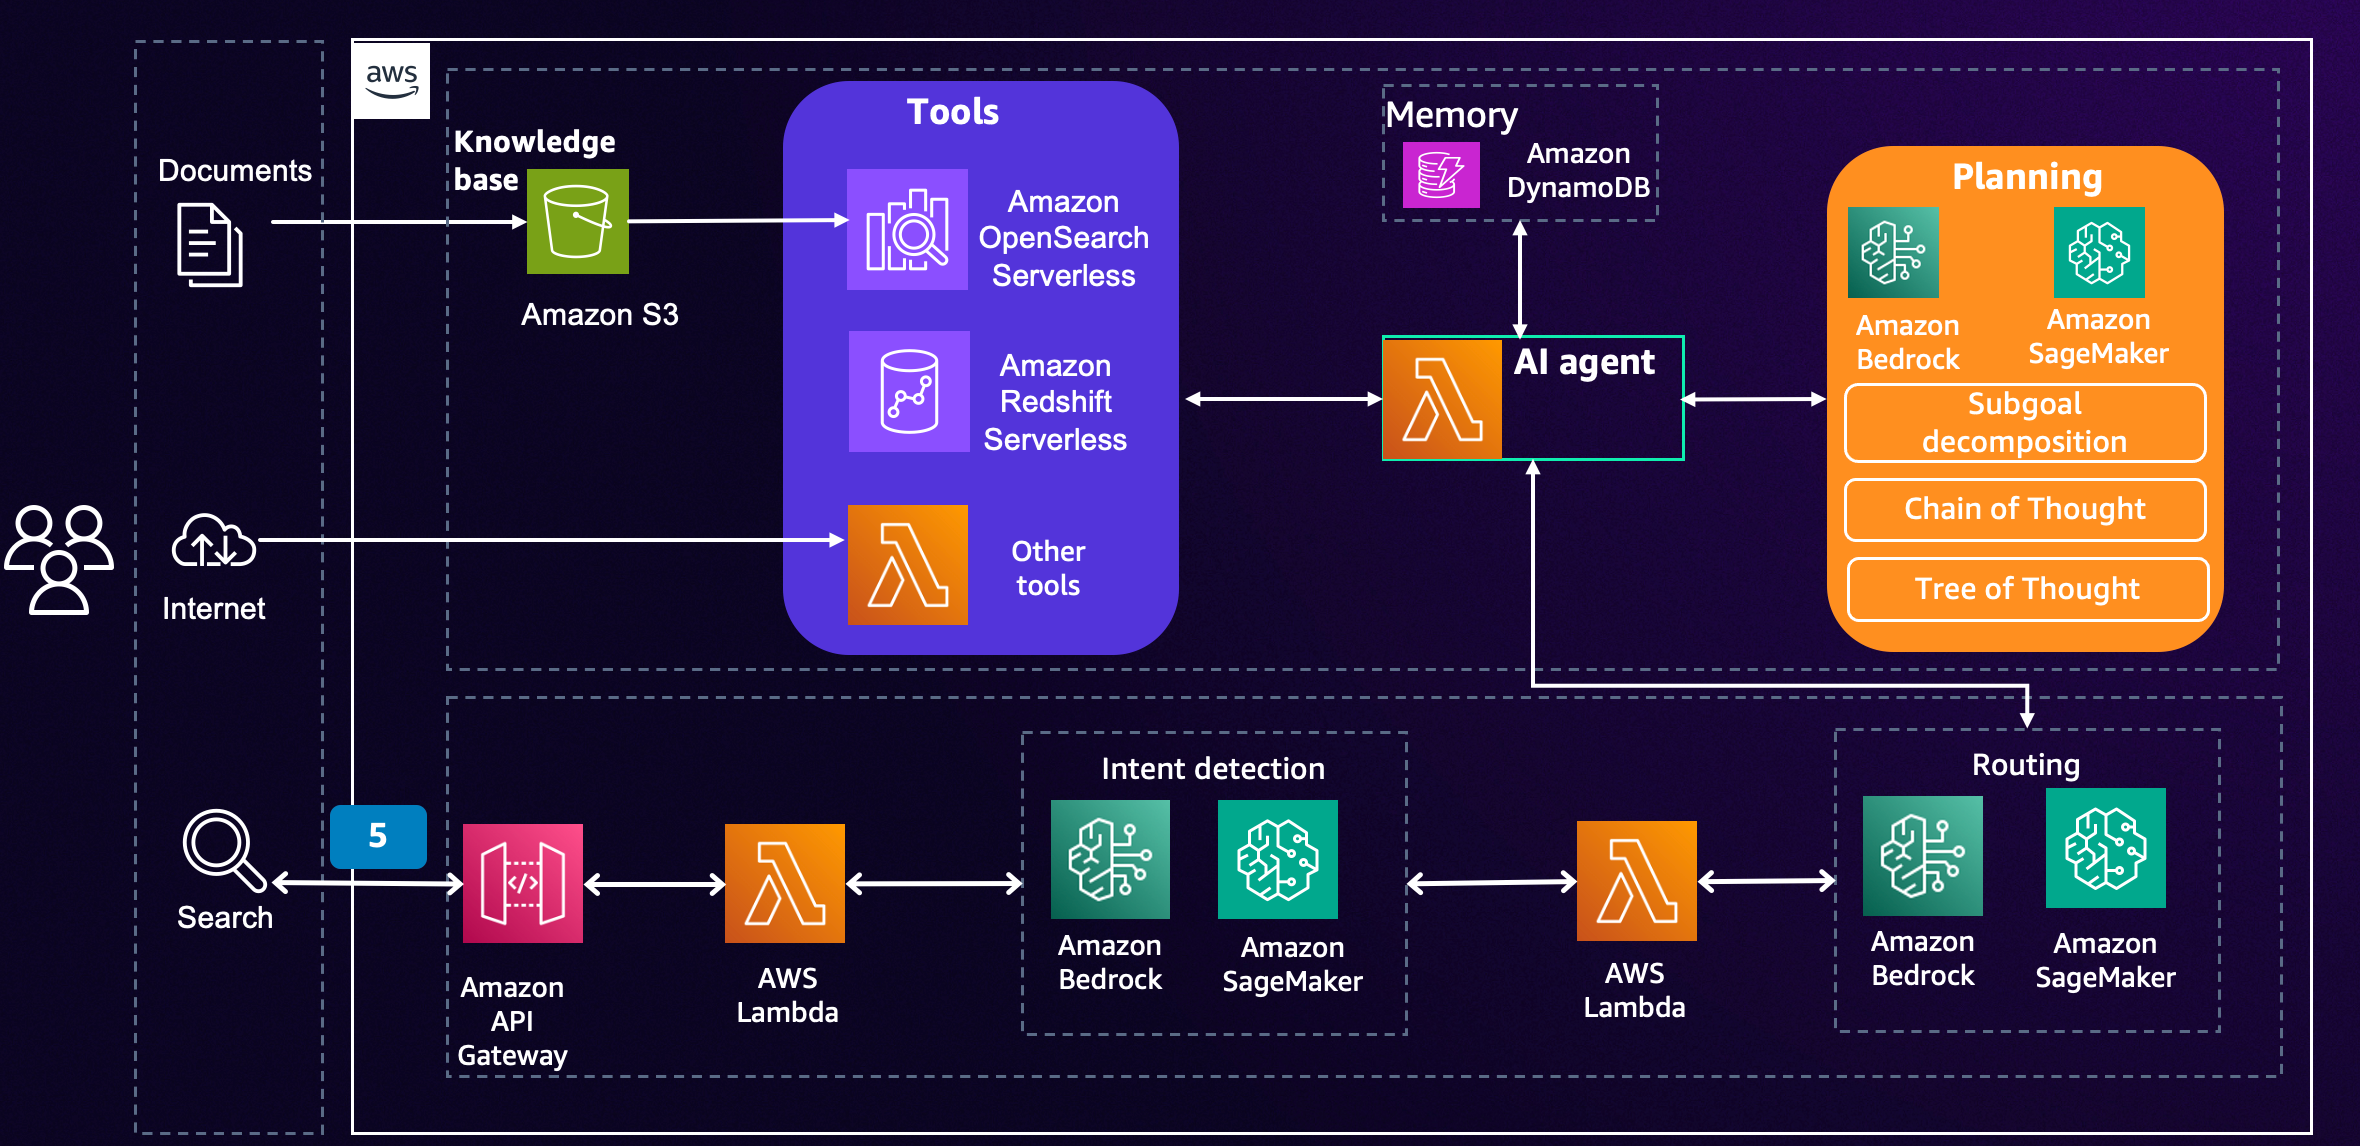 aws
Documents
Knowledge
base
Amazon S3
Tools
Amazon
OpenSearch
Serverless
Amazon
Redshift
Serverless
Other
tools
Memory
Amazon
DynamoDB
AI agent
Planning
Amazon
Bedrock
Amazon
SageMaker
Subgoal
decomposition
Chain of Thought
Tree of Thought
Internet
Search
5
Amazon
API
Gateway
</>
AWS
Lambda
Intent detection
Amazon
Bedrock
Amazon
SageMaker
AWS
Lambda
Routing
Amazon
Bedrock
Amazon
SageMaker